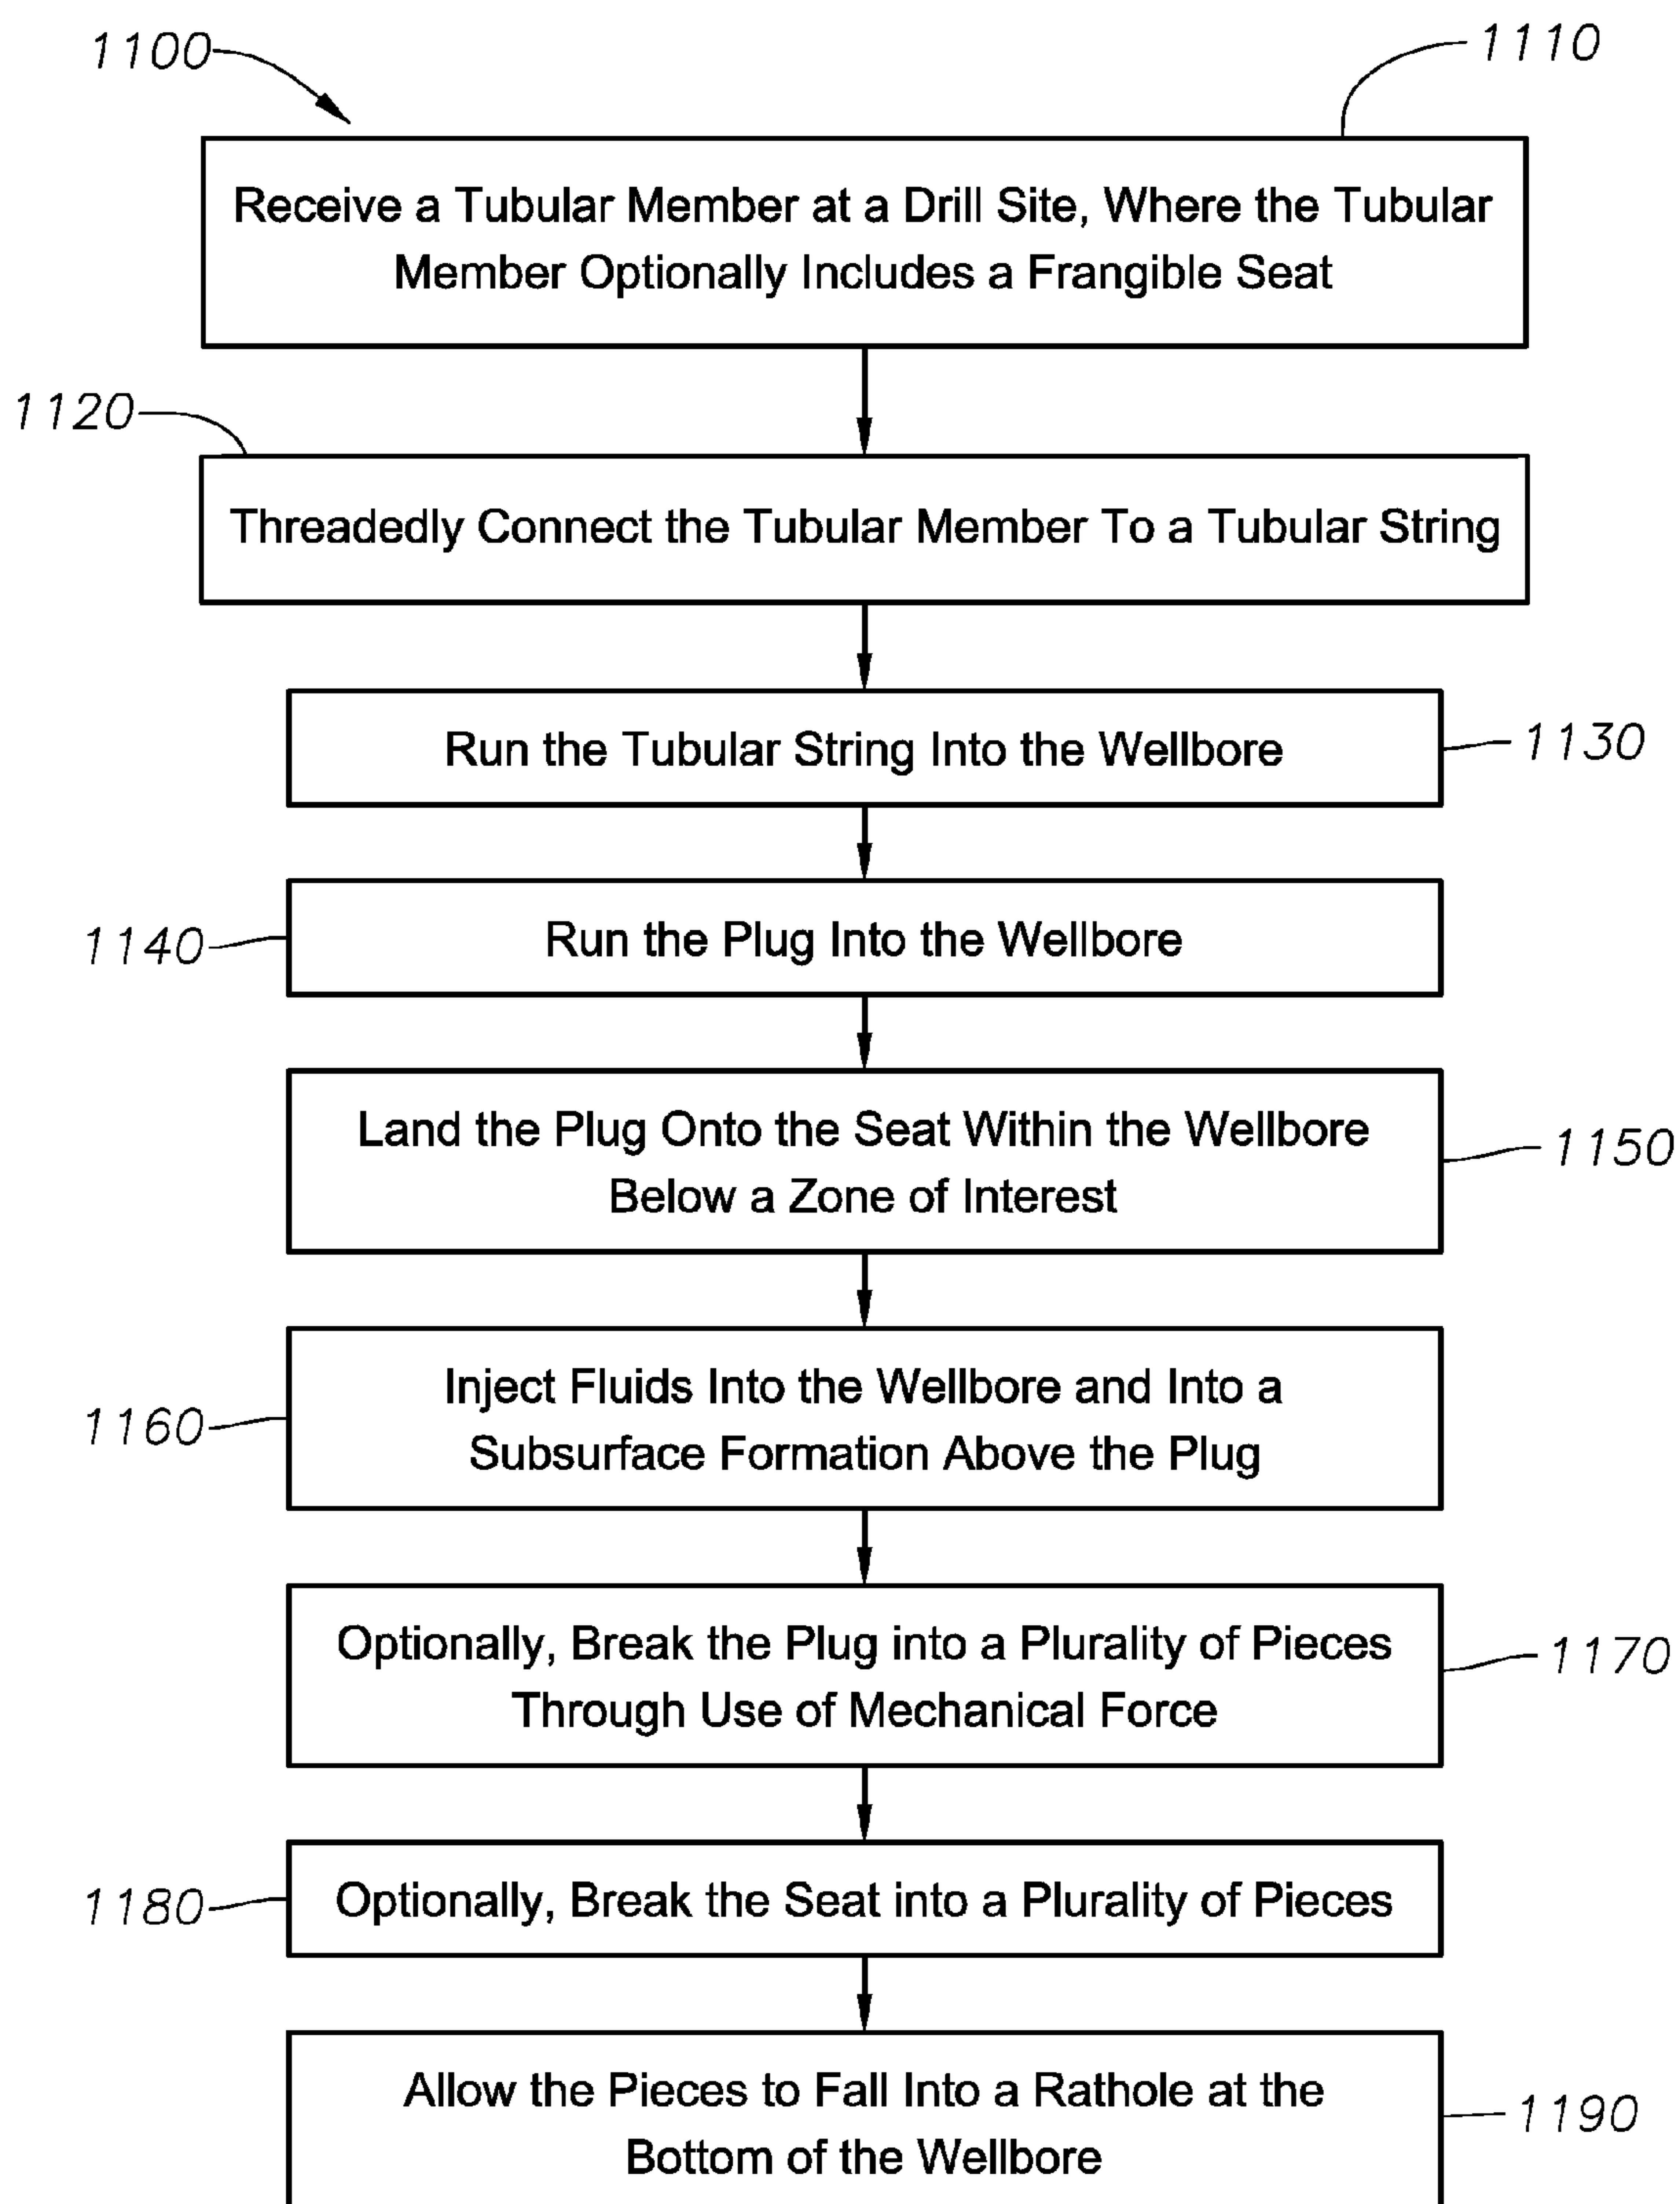 1100
1110
Receive a Tubular Member at a Drill Site, Where the Tubular
Member Optionally Includes a Frangible Seat
1120
Threadedly Connect the Tubular Member To a Tubular String
Run the Tubular String Into the Wellbore
1130
1140
Run the Plug Into the Wellbore
Land the Plug Onto the Seat Within the Wellbore
Below a Zone of Interest
1150
1160
Inject Fluids Into the Wellbore and Into a
Subsurface Formation Above the Plug
Optionally, Break the Plug into a Plurality of Pieces
Through Use of Mechanical Force
1170
1180
Optionally, Break the Seat into a Plurality of Pieces
Allow the Pieces to Fall Into a Rathole at the
Bottom of the Wellbore
1190